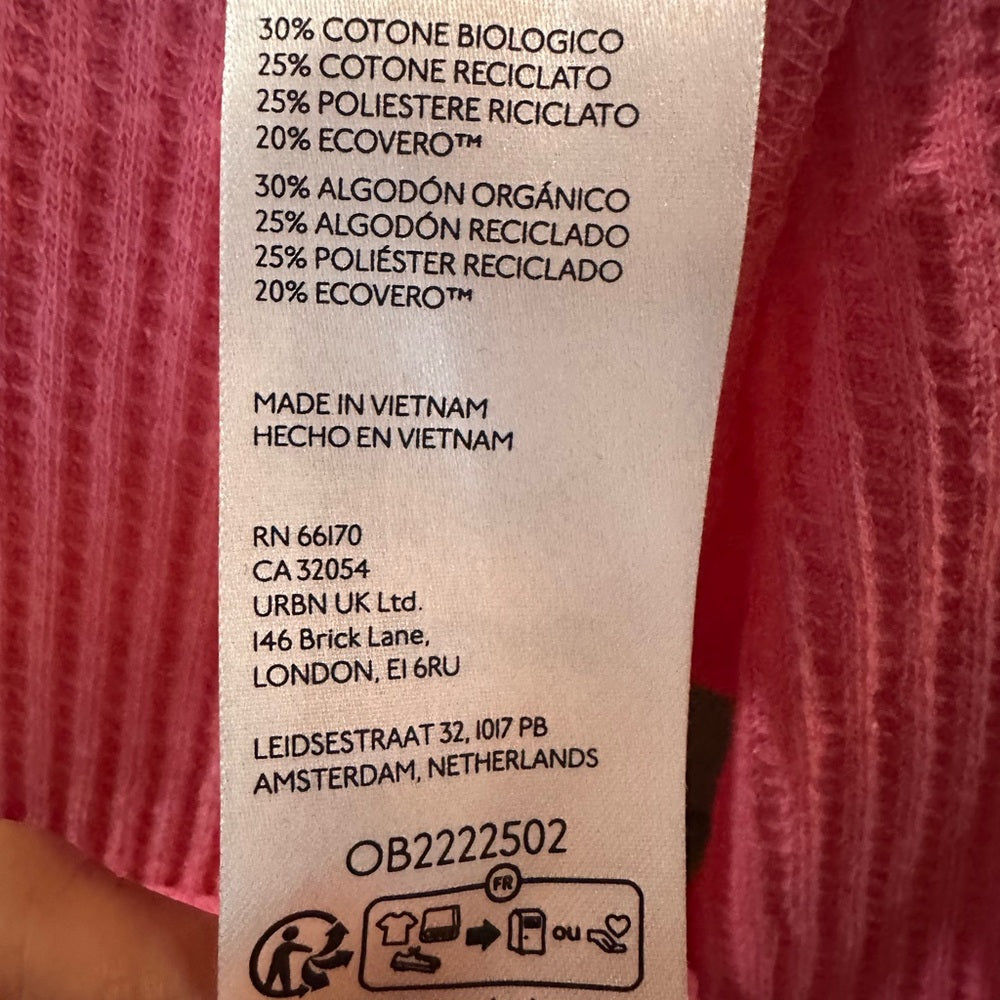 30% COTONE BIOLOGICO
25% COTONE RECICLATO
25% POLIESTERE RICICLATO
20% ECOVERO™
30% ALGODÓN ORGÁNICO
25% ALGODÓN RECICLADO
25% POLIÉSTER RECICLADO
20% ECOVERO™
MADE IN VIETNAM
HECHO EN VIETNAM
RN 66170
CA 32054
URBN UK Ltd.
146 Brick Lane,
LONDON, E1 6RU
LEIDSESTRAAT 32, 1017 PB
AMSTERDAM, NETHERLANDS
OB2222502
FR
OU